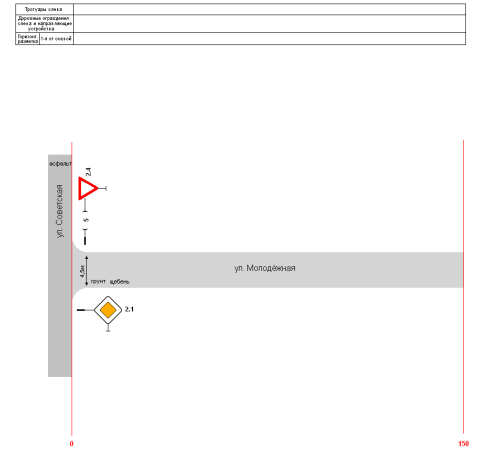 Тротуары слева
Дорожные ограждения
слева и направляющие
устройства
Горизонт.
разметка
1-я от осевой
асфальт
ул. Советская
2.4
5
4,5м
грунт щебень
ул. Молодёжная
2.1
0
150